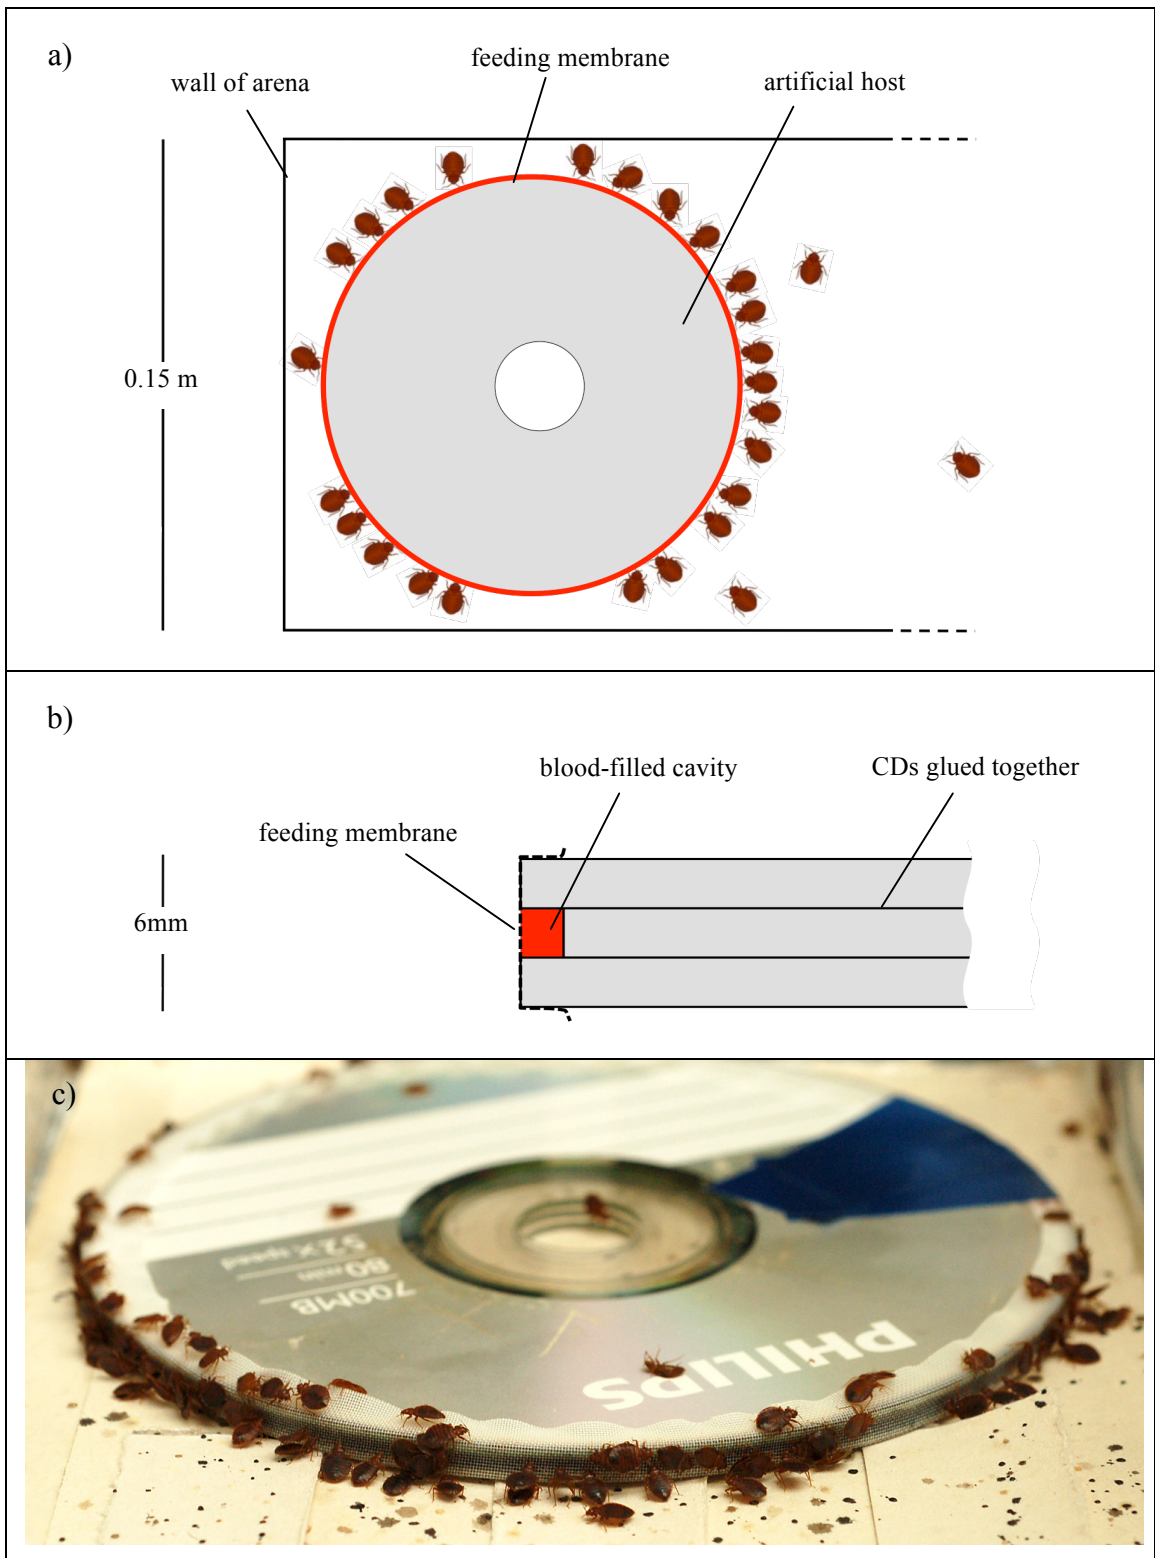 a)
feeding membrane
wall of arena
artificial host
0.15 m
b)
blood-filled cavity
CDs glued together
feeding membrane
6mm
c)
52X speed
80 min
700MB
PHILIPS